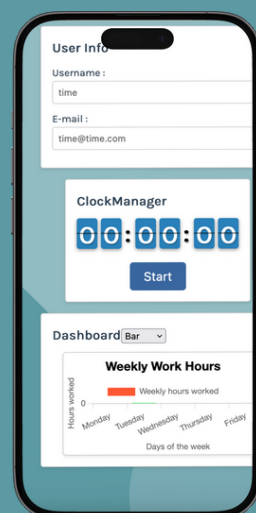 User Info
Username :
time
E-mail :
time@time.com
ClockManager
00:00:00
Start
Dashboard Bar
Weekly Work Hours
Weekly hours worked
Hours worked
0
Monday Tuesday Wednesday Thursday Friday
Days of the week